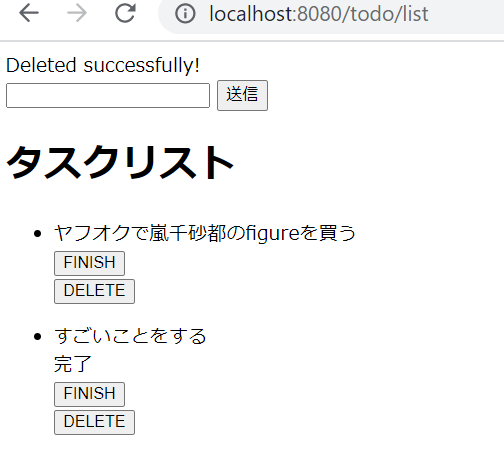 localhost:8080/todo/list
Deleted successfully!
送信
タスクリスト
ヤフオクで嵐千砂都のfigureを買う
FINISH
DELETE
すごいことをする
完了
FINISH
DELETE